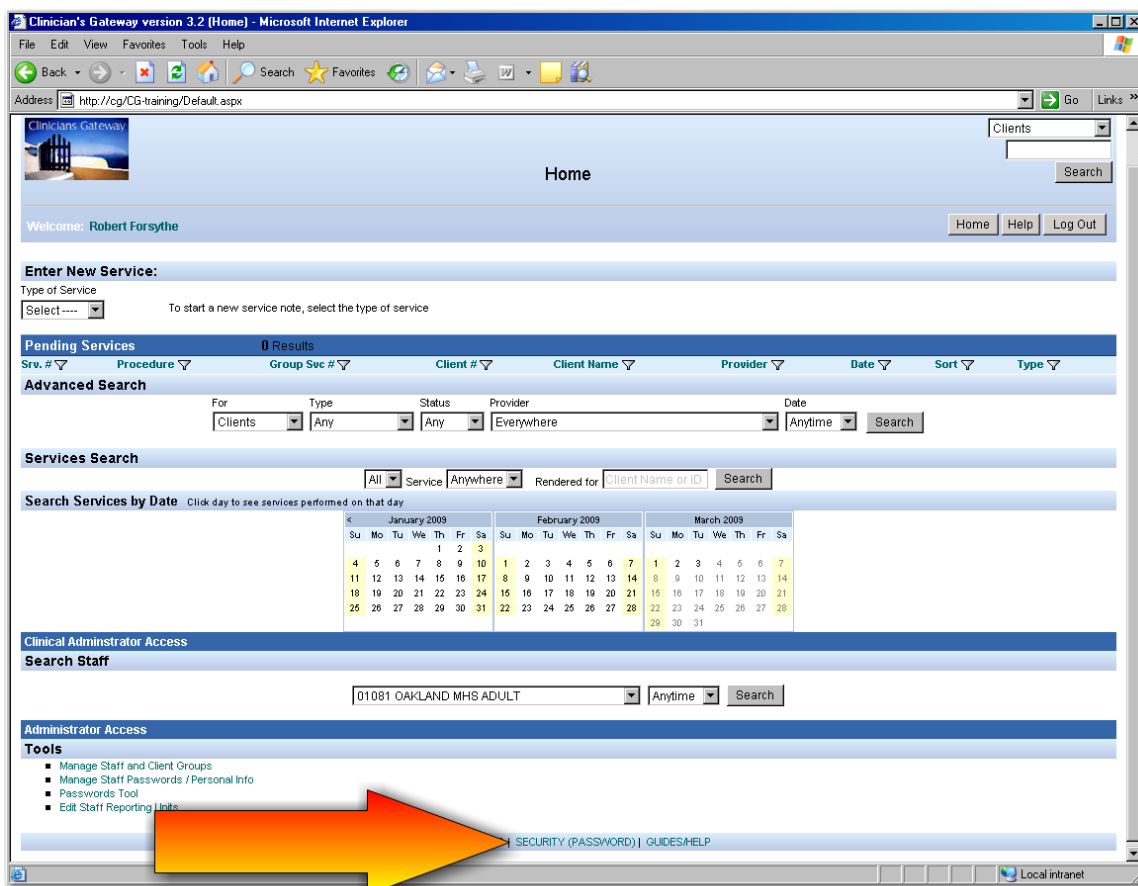 Clinician's Gateway version 3.2 (Home) - Microsoft Internet Explorer
File Edit View Favorites Tools Help
Back Search Favorites
Address http://cg/CG-training/Default.aspx Go Links »
Clinicians Gateway
Clients
Home
Search
Welcome: Robert Forsythe
Home Help Log Out
Enter New Service:
Type of Service
Select ---- To start a new service note, select the type of service
Pending Services 0 Results
Srv. # Procedure Group Svc # Client # Client Name Provider Date Sort Type
Advanced Search
For Type Status Provider Date
Clients Any Any Everywhere Anytime Search
Services Search
All Service Anywhere Rendered for Client Name or ID Search
Search Services by Date Click day to see services performed on that day
< January 2009 February 2009 March 2009
Su Mo Tu We Th Fr Sa Su Mo Tu We Th Fr Sa Su Mo Tu We Th Fr Sa
1 2 3
4 5 6 7 8 9 10 1 2 3 4 5 6 7 1 2 3 4 5 6 7
11 12 13 14 15 16 17 8 9 10 11 12 13 14 8 9 10 11 12 13 14
18 19 20 21 22 23 24 15 16 17 18 19 20 21 15 16 17 18 19 20 21
25 26 27 28 29 30 31 22 23 24 25 26 27 28 22 23 24 25 26 27 28
29 30 31
Clinical Adminstrator Access
Search Staff
01081 OAKLAND MHS ADULT Anytime Search
Administrator Access
Tools
Manage Staff and Client Groups
Manage Staff Passwords / Personal Info
Passwords Tool
Edit Staff Reporting Units
| SECURITY (PASSWORD) | GUIDES/HELP
Local intranet